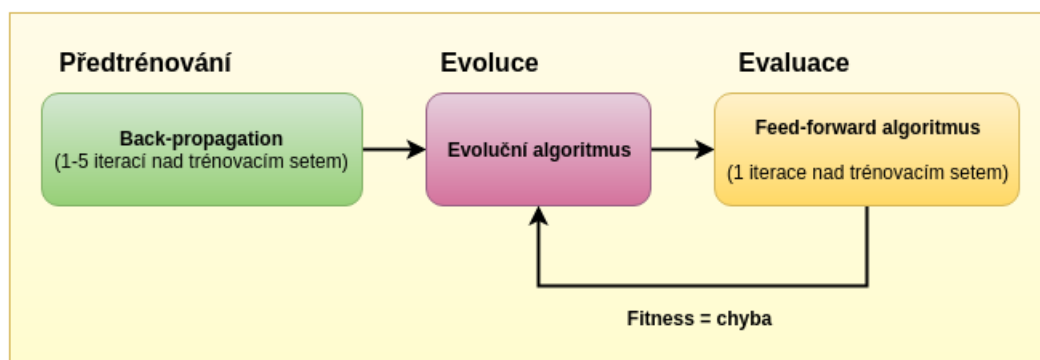 Předtrénování
Evoluce
Evaluace
Back-propagation
(1-5 iterací nad trénovacím setem)
Evoluční algoritmus
Feed-forward algoritmus
(1 iterace nad trénovacím setem)
Fitness = chyba